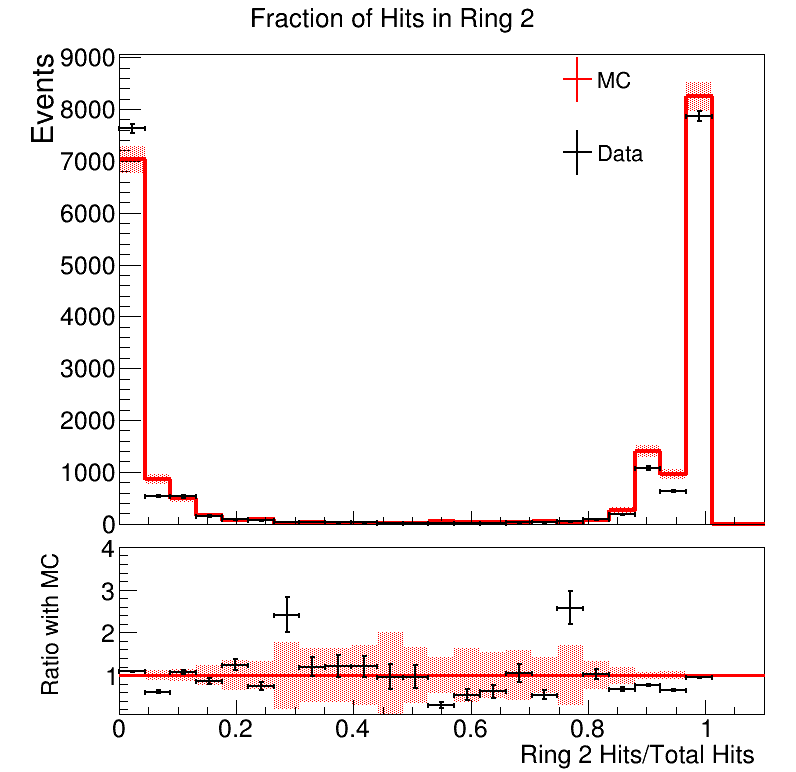 Fraction of Hits in Ring 2
Events
9000
8000
7000
6000
5000
4000
3000
2000
1000
0
MC
Data
Ratio with MC
4
3
2
1
0 0.2 0.4 0.6 0.8 1
Ring 2 Hits/Total Hits